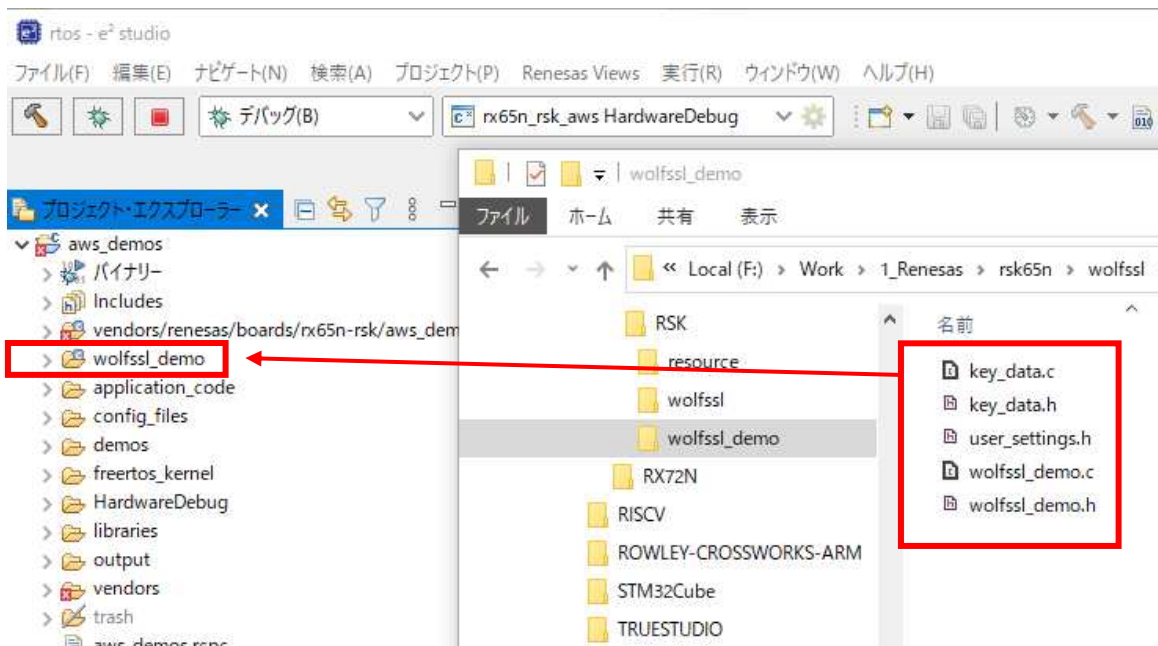 rtos - e² studio
ファイル(F) 編集(E) ナビゲート(N) 検索(A) プロジェクト(P) Renesas Views 実行(R) ウィンドウ(W) ヘルプ(H)
デバッグ(B) rx65n_rsk_aws HardwareDebug
プロジェクト・エクスプローラー
aws_demos
バイナリー
Includes
vendors/renesas/boards/rx65n-rsk/aws_dem
wolfssl_demo
application_code
config_files
demos
freertos_kernel
HardwareDebug
libraries
output
vendors
trash
aws_demos.rcpc
wolfssl_demo
ファイル ホーム 共有 表示
« Local (F:) › Work › 1_Renesas › rsk65n › wolfssl
RSK
resource
wolfssl
wolfssl_demo
RX72N
RISCV
ROWLEY-CROSSWORKS-ARM
STM32Cube
TRUESTUDIO
名前
key_data.c
key_data.h
user_settings.h
wolfssl_demo.c
wolfssl_demo.h